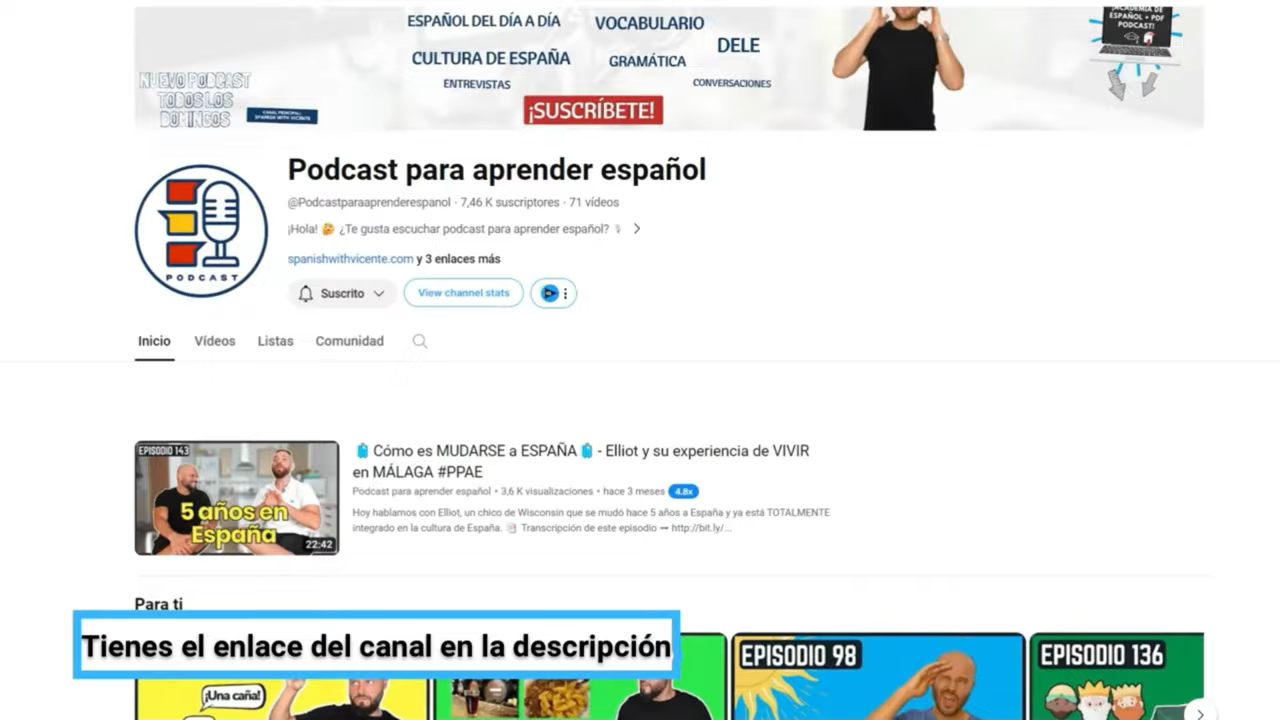 ESPAÑOL DEL DÍA A DÍA
VOCABULARIO
DELE
CULTURA DE ESPAÑA
GRAMÁTICA
ENTREVISTAS
CONVERSACIONES
¡SUSCRÍBETE!
NUEVO PODCAST
TODOS LOS
DOMINGOS
CANAL PRINCIPAL:
SPANISH WITH VICENTE
¡ACADEMIA DE
ESPAÑOL + PDF
PODCAST!
PODCAST
Podcast para aprender español
@Podcastparaaprenderespanol · 7,46 K suscriptores · 71 vídeos
¡Hola! 🤔 ¿Te gusta escuchar podcast para aprender español? 🎙
spanishwithvicente.com y 3 enlaces más
Suscrito
View channel stats
Inicio Vídeos Listas Comunidad
EPISODIO 143
5 años en
España
22:42
🧳 Cómo es MUDARSE a ESPAÑA 🧳 - Elliot y su experiencia de VIVIR
en MÁLAGA #PPAE
Podcast para aprender español • 3,6 K visualizaciones • hace 3 meses 4.8x
Hoy hablamos con Elliot, un chico de Wisconsin que se mudó hace 5 años a España y ya está TOTALMENTE
integrado en la cultura de España. 📑 Transcripción de este episodio ➡ http://bit.ly/...
Para ti
Tienes el enlace del canal en la descripción
¡Una caña!
EPISODIO 98
EPISODIO 136